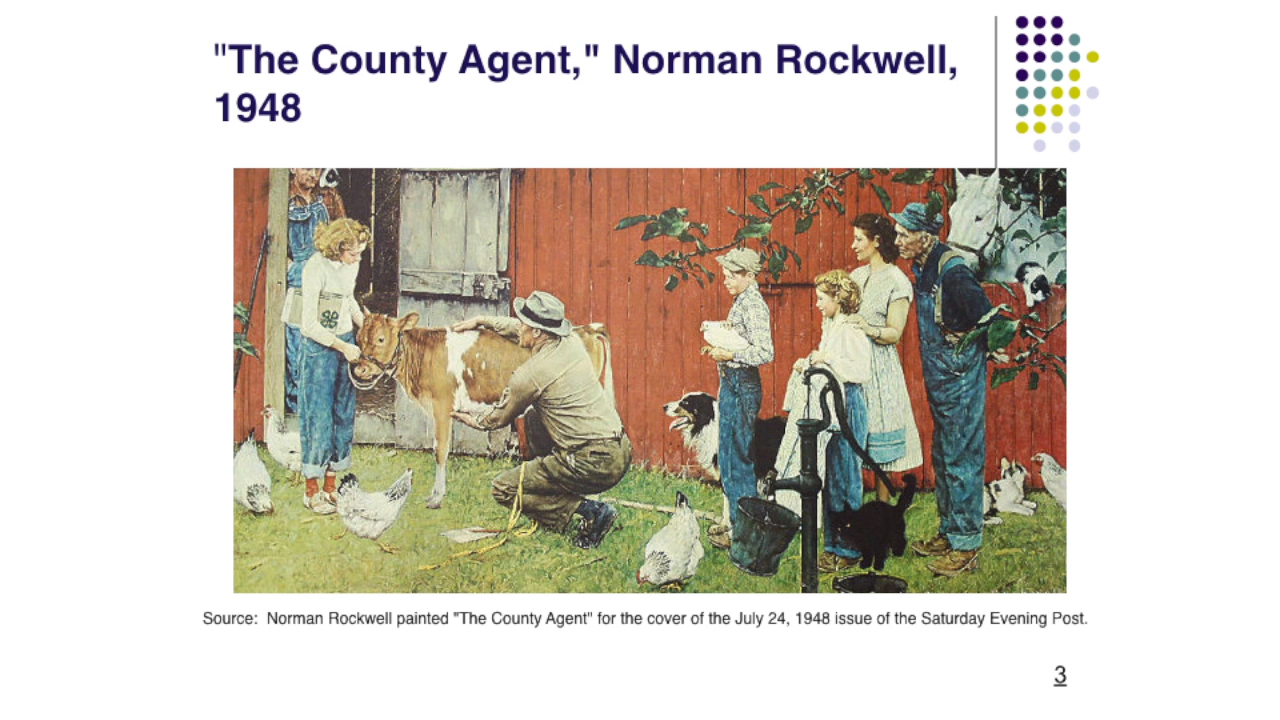 "The County Agent," Norman Rockwell,
1948
Source:  Norman Rockwell painted "The County Agent" for the cover of the July 24, 1948 issue of the Saturday Evening Post.
3